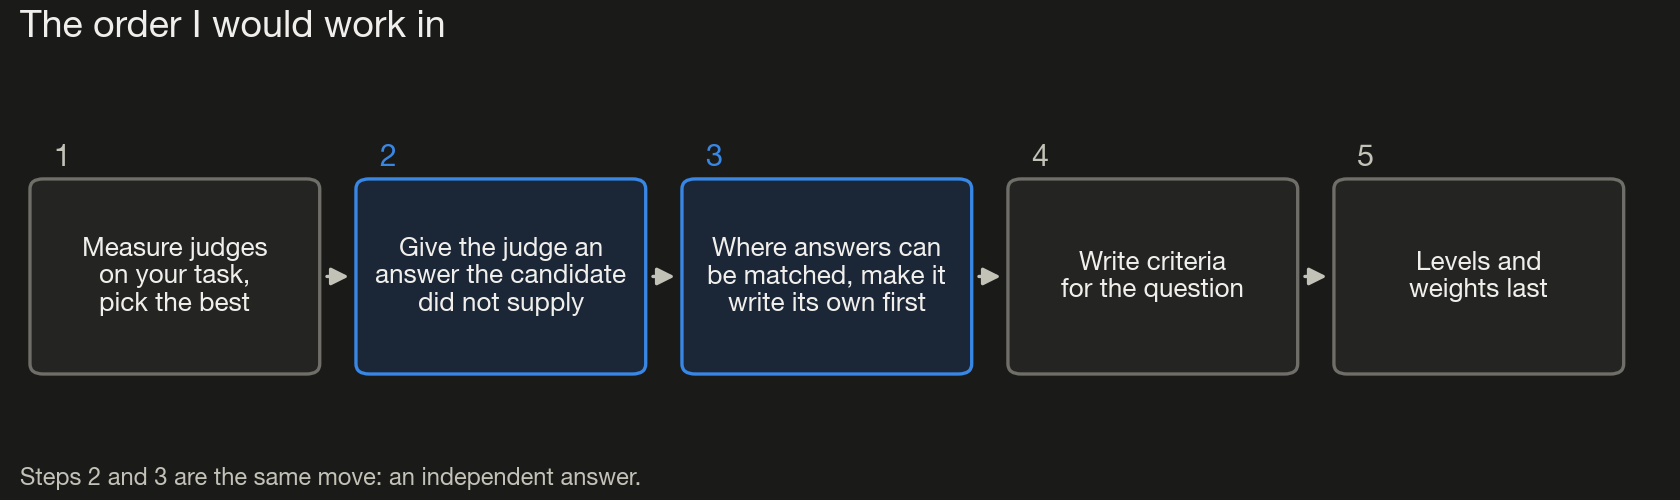 The order I would work in
1
Measure judges
on your task,
pick the best
2
Give the judge an
answer the candidate
did not supply
3
Where answers can
be matched, make it
write its own first
4
Write criteria
for the question
5
Levels and
weights last
Steps 2 and 3 are the same move: an independent answer.